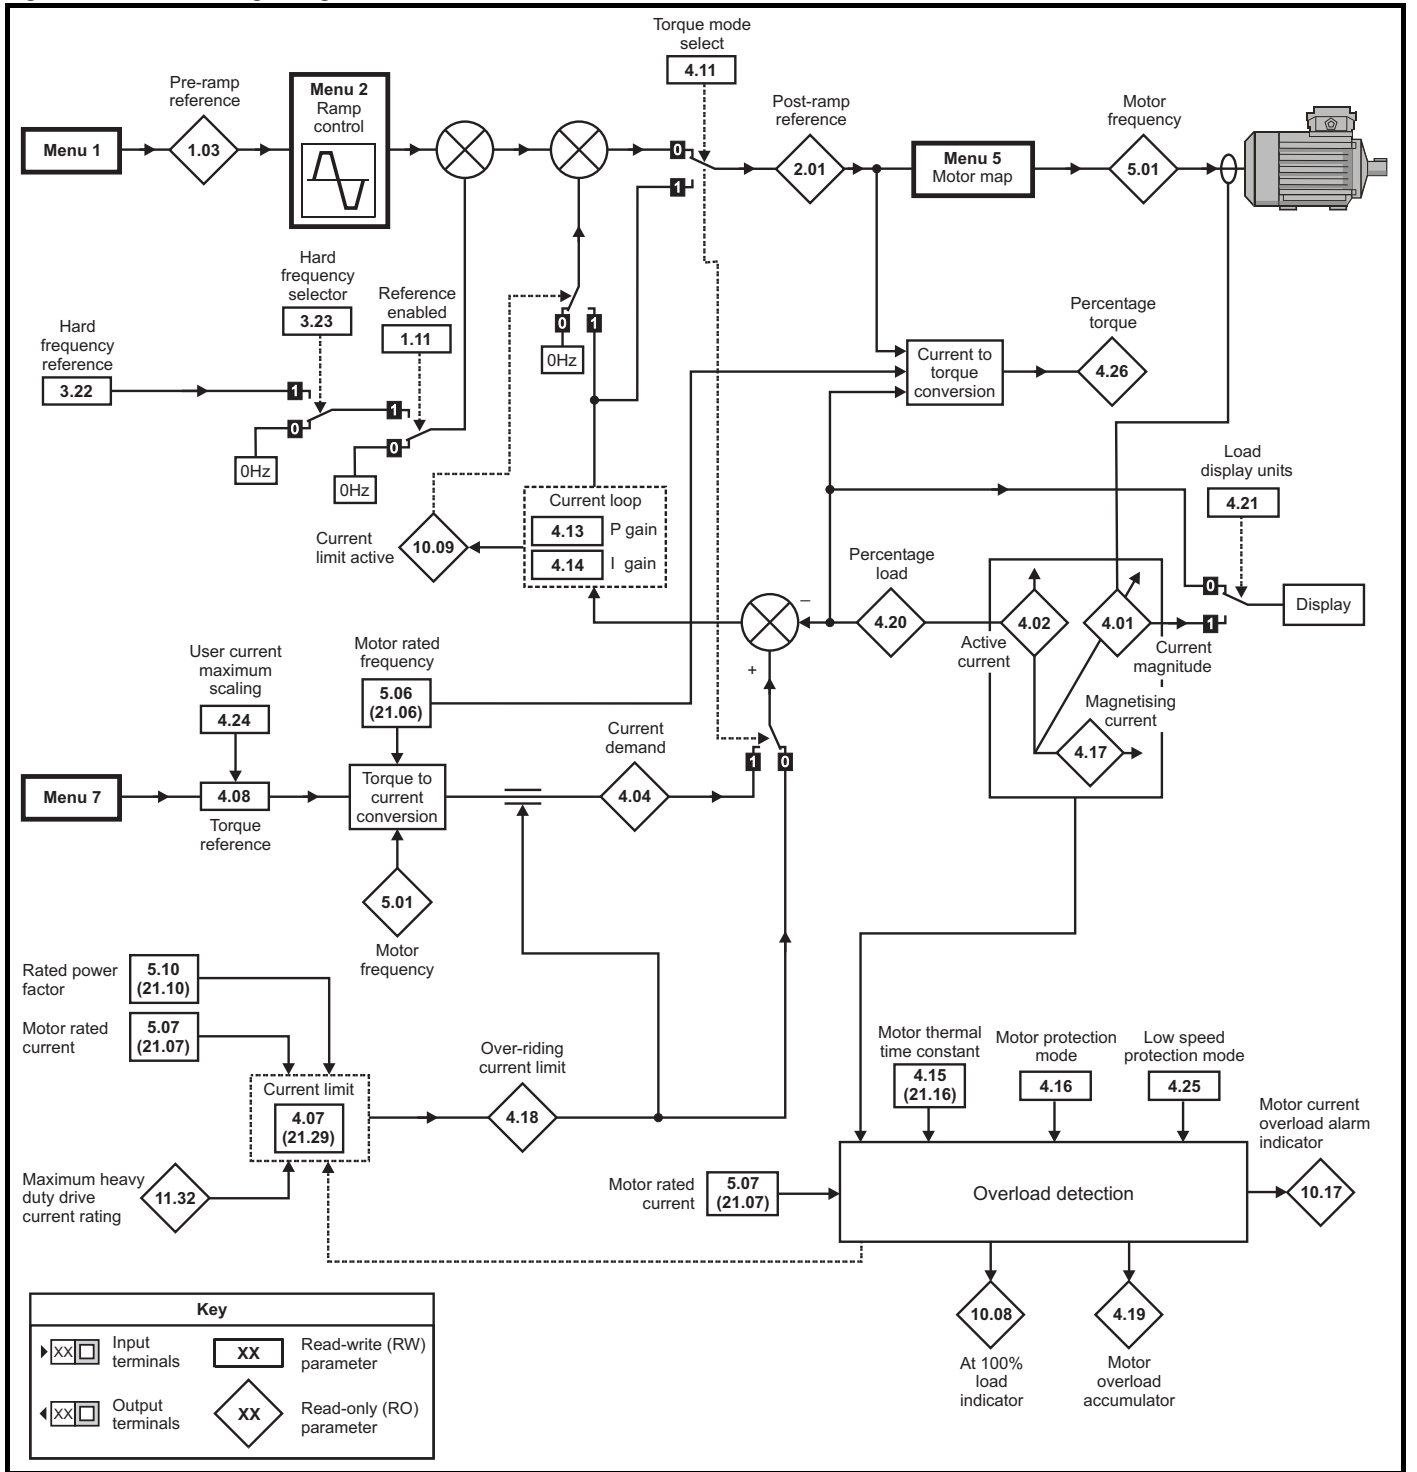 Torque mode
select
4.11
Pre-ramp
reference
Menu 2
Ramp
control
Post-ramp
reference
Motor
frequency
Menu 1
1.03
0
1
2.01
Menu 5
Motor map
5.01
Hard
frequency
selector
3.23
Reference
enabled
1.11
Hard
frequency
reference
3.22
1
0
0Hz
1
0
0Hz
0
1
0Hz
Current to
torque
conversion
Percentage
torque
4.26
Load
display units
4.21
Current loop
4.13
P gain
4.14
I gain
Current
limit active
10.09
Percentage
load
4.20
–
+
4.02
Active
current
4.01
Current
magnitude
Magnetising
current
4.17
0
1
Display
User current
maximum
scaling
4.24
Motor rated
frequency
5.06
(21.06)
Current
demand
4.04
1
0
Menu 7
4.08
Torque
reference
Torque to
current
conversion
5.01
Motor
frequency
Rated power
factor
5.10
(21.10)
Motor rated
current
5.07
(21.07)
Current limit
4.07
(21.29)
Over-riding
current limit
4.18
Maximum heavy
duty drive
current rating
11.32
Motor thermal
time constant
4.15
(21.16)
Motor protection
mode
4.16
Low speed
protection mode
4.25
Motor current
overload alarm
indicator
10.17
Motor rated
current
5.07
(21.07)
Overload detection
10.08
At 100%
load
indicator
4.19
Motor
overload
accumulator
Key
XX
Input
terminals
XX
Read-write (RW)
parameter
XX
Output
terminals
XX
Read-only (RO)
parameter